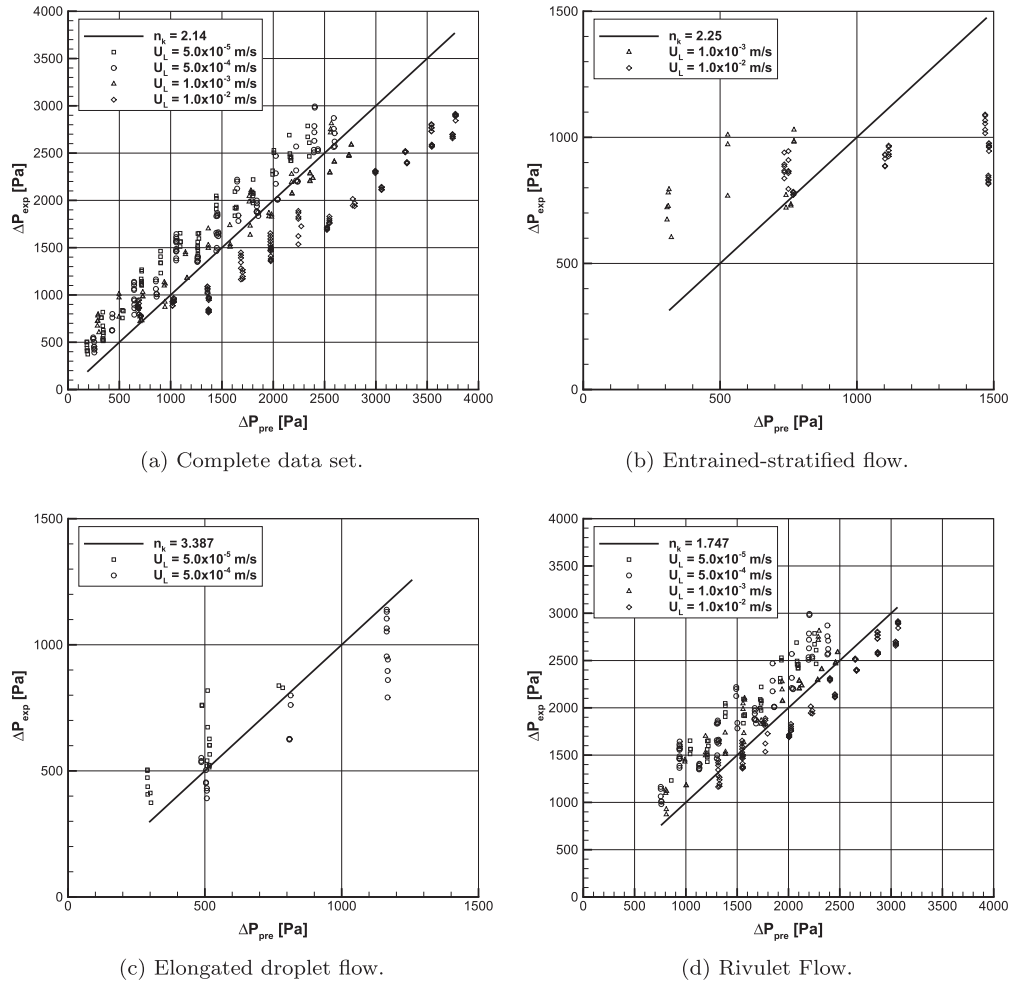 4000
3500
3000
2500
2000
1500
1000
500
0
ΔP_exp [Pa]
n_k = 2.14
U_L = 5.0x10^-5 m/s
U_L = 5.0x10^-4 m/s
U_L = 1.0x10^-3 m/s
U_L = 1.0x10^-2 m/s
0 500 1000 1500 2000 2500 3000 3500 4000
ΔP_pre [Pa]
(a) Complete data set.
1500
1000
500
0
ΔP_exp [Pa]
n_k = 2.25
U_L = 1.0x10^-3 m/s
U_L = 1.0x10^-2 m/s
0 500 1000 1500
ΔP_pre [Pa]
(b) Entrained-stratified flow.
1500
1000
500
0
ΔP_exp [Pa]
n_k = 3.387
U_L = 5.0x10^-5 m/s
U_L = 5.0x10^-4 m/s
0 500 1000 1500
ΔP_pre [Pa]
(c) Elongated droplet flow.
4000
3500
3000
2500
2000
1500
1000
500
0
ΔP_exp [Pa]
n_k = 1.747
U_L = 5.0x10^-5 m/s
U_L = 5.0x10^-4 m/s
U_L = 1.0x10^-3 m/s
U_L = 1.0x10^-2 m/s
0 500 1000 1500 2000 2500 3000 3500 4000
ΔP_pre [Pa]
(d) Rivulet Flow.